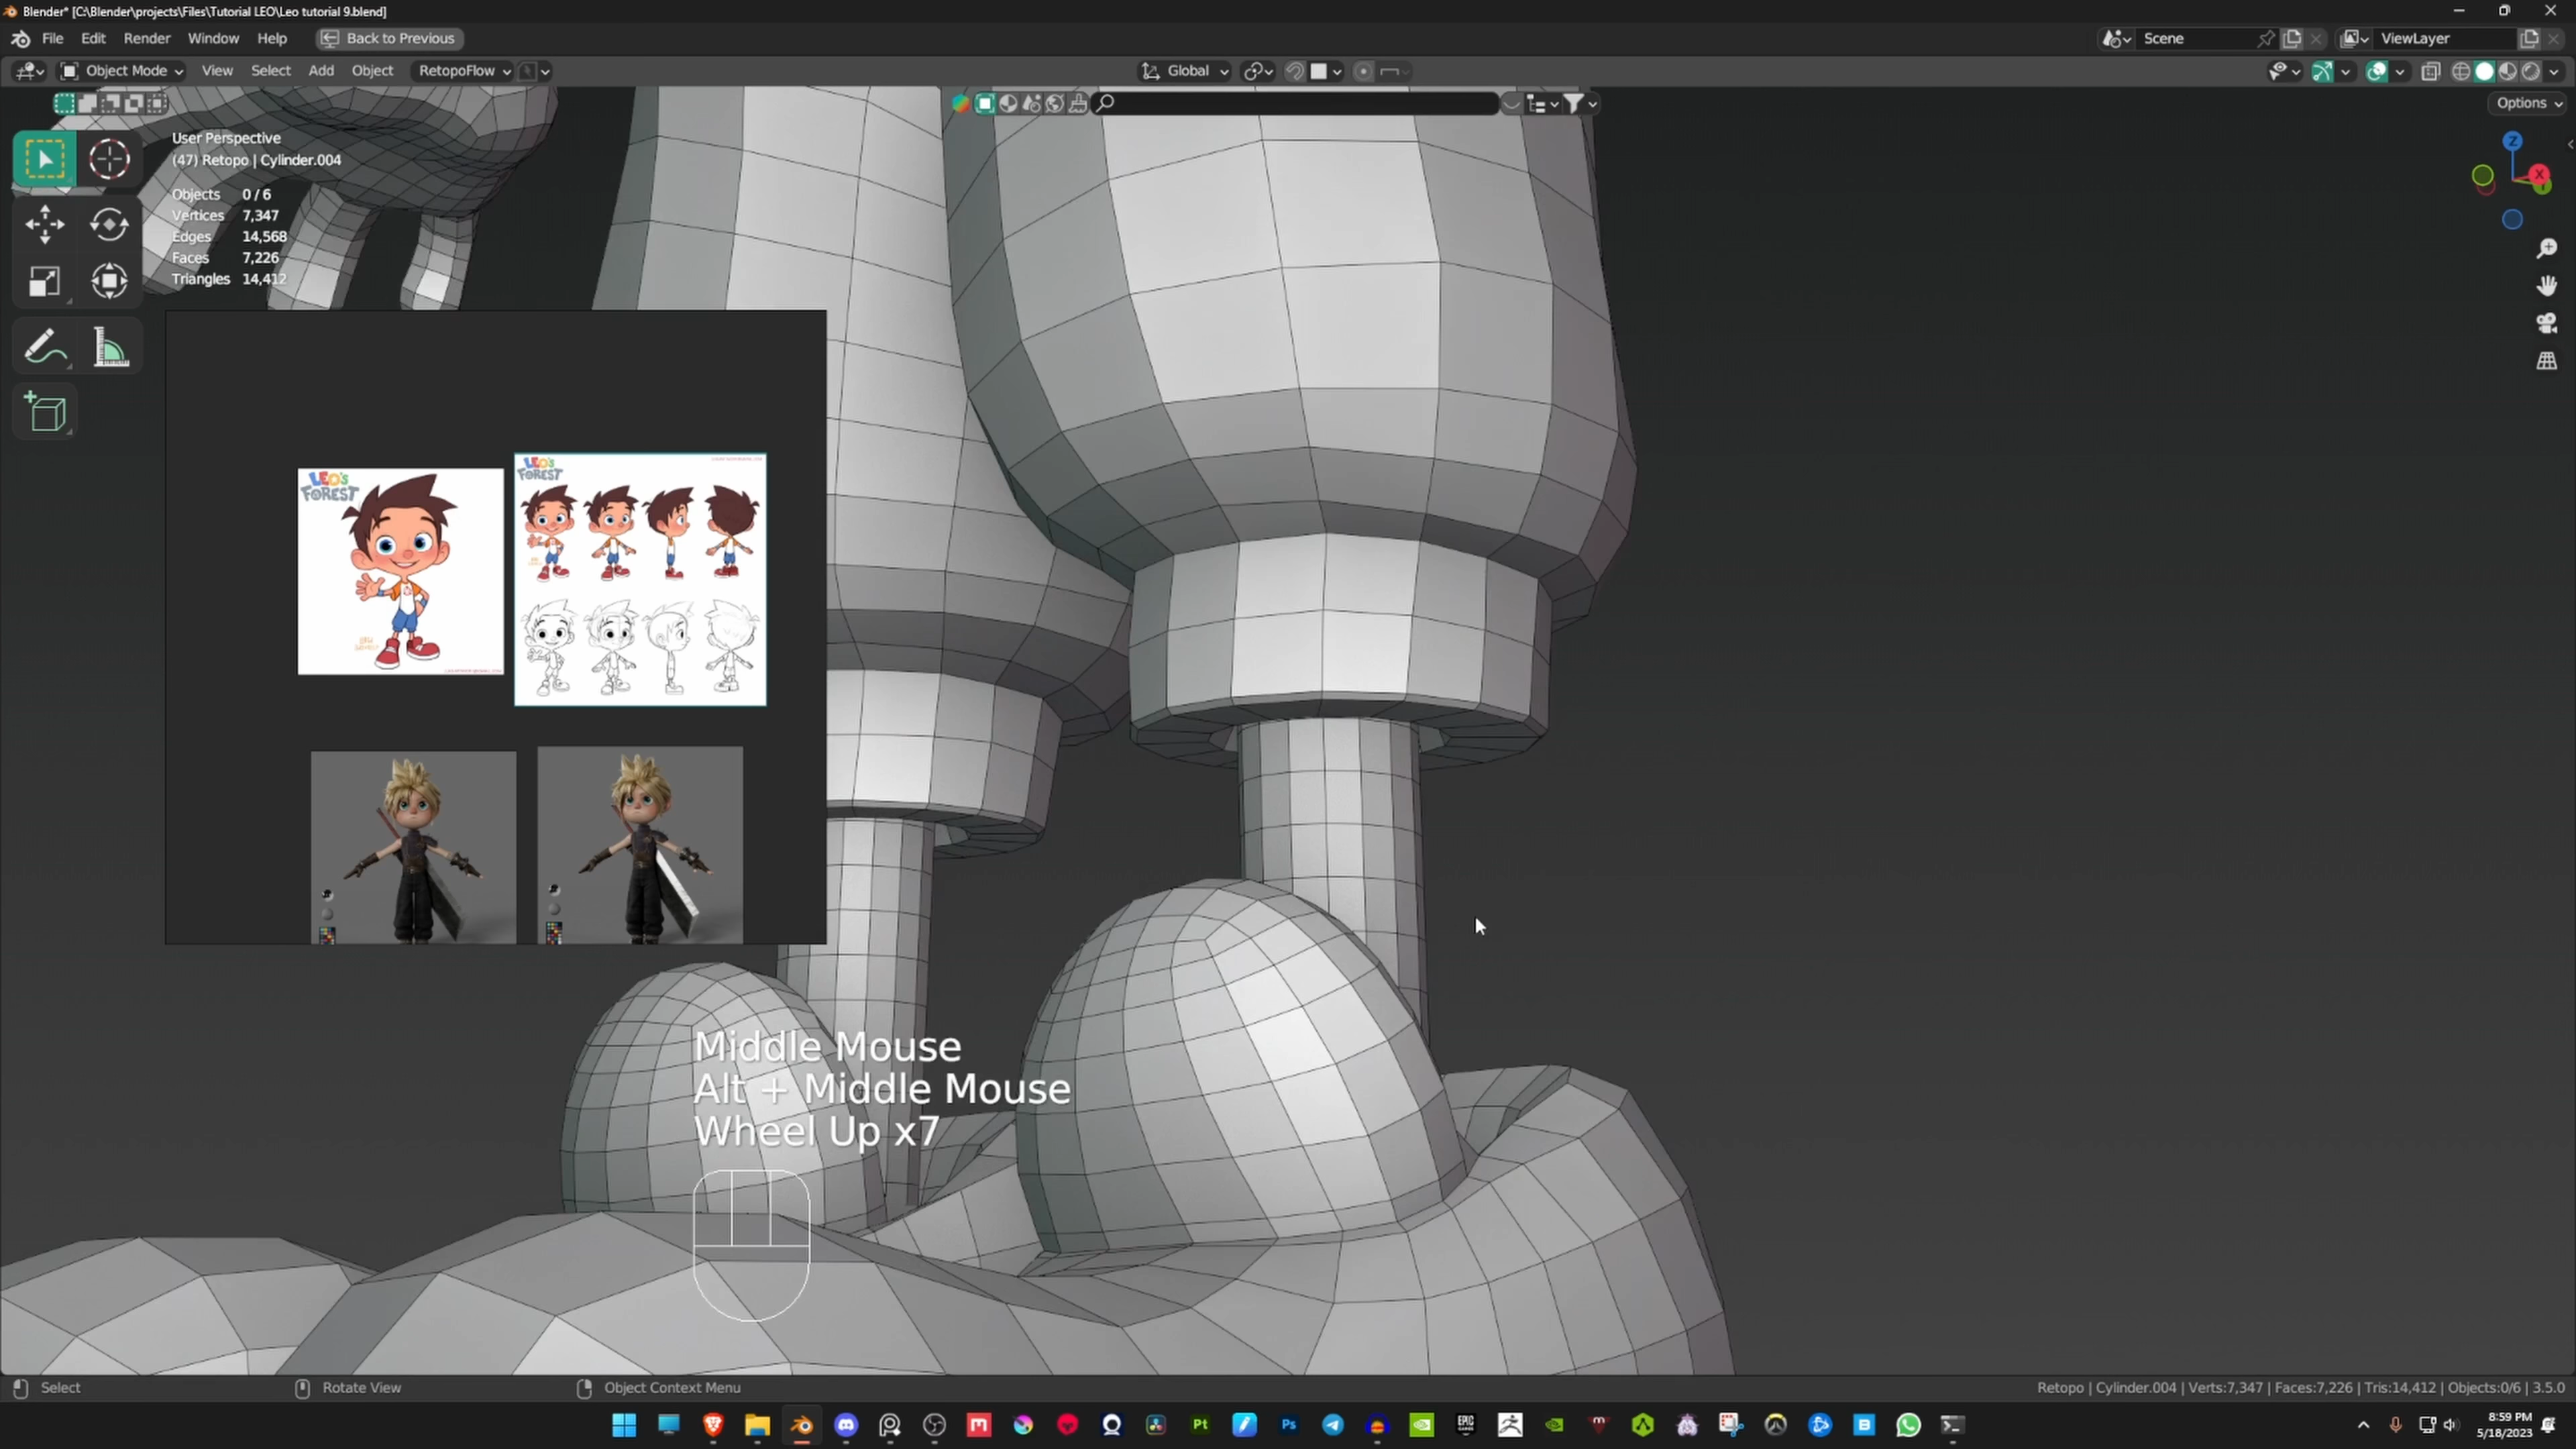 Blender* [C:\Blender\projects\Files\Tutorial LEO\Leo tutorial 9.blend]
File Edit Render Window Help Back to Previous
Scene ViewLayer
Object Mode View Select Add Object RetopoFlow
Global
Options
User Perspective
(47) Retopo | Cylinder.004
Objects 0 / 6
Vertices 7,347
Edges 14,568
Faces 7,226
Triangles 14,412
Z
X
Y
LEO'S
FOREST
LEO'S
FOREST
Middle Mouse
Alt + Middle Mouse
Wheel Up x7
Select Rotate View Object Context Menu
Retopo | Cylinder.004 | Verts:7,347 | Faces:7,226 | Tris:14,412 | Objects:0/6 | 3.5.0
Pt
Ps
EPIC
GAMES
8:59 PM
5/18/2023